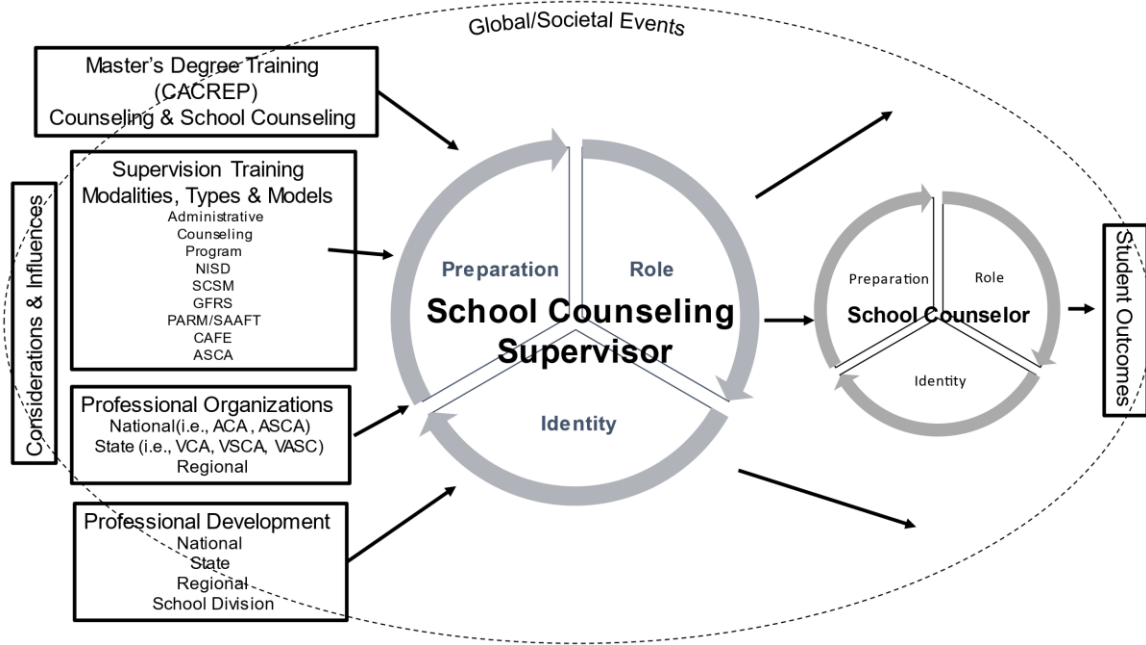 Global/Societal Events
Master's Degree Training
(CACREP)
Counseling & School Counseling
Supervision Training
Modalities, Types & Models
Administrative
Counseling
Program
NISD
SCSM
GFRS
PARM/SAAFT
CAFE
ASCA
Considerations & Influences
Professional Organizations
National(i.e., ACA , ASCA)
State (i.e., VCA, VSCA, VASC)
Regional
Professional Development
National
State
Regional
School Division
Preparation
Role
School Counseling
Supervisor
Identity
Preparation
Role
School Counselor
Identity
Student Outcomes